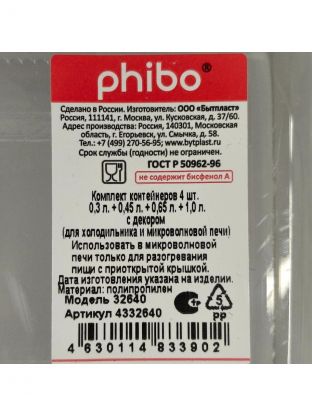 phibo®
Сделано в России. Изготовитель: ООО «Бытпласт»
Россия, 111141, г. Москва, ул. Кусковская, д. 37/60.
Адрес производства: Россия, 140301, Московская
область, г. Егорьевск, ул. Смычка, д. 58.
Тел.: +7 (499) 270-56-95; www.bytplast.ru
Срок службы (годности) не ограничен.
ГОСТ Р 50962-96
не содержит бисфенол А
Комплект контейнеров 4 шт.
0,3 л. + 0,45 л. + 0,65 л. + 1,0 л.
с декором
(для холодильника и микроволновой печи)
Использовать в микроволновой
печи только для разогревания
пищи с приоткрытой крышкой.
Дата изготовления указана на изделии.
Материал: полипропилен
Модель 32640
Артикул 4332640
5
PP
4 630114 833902